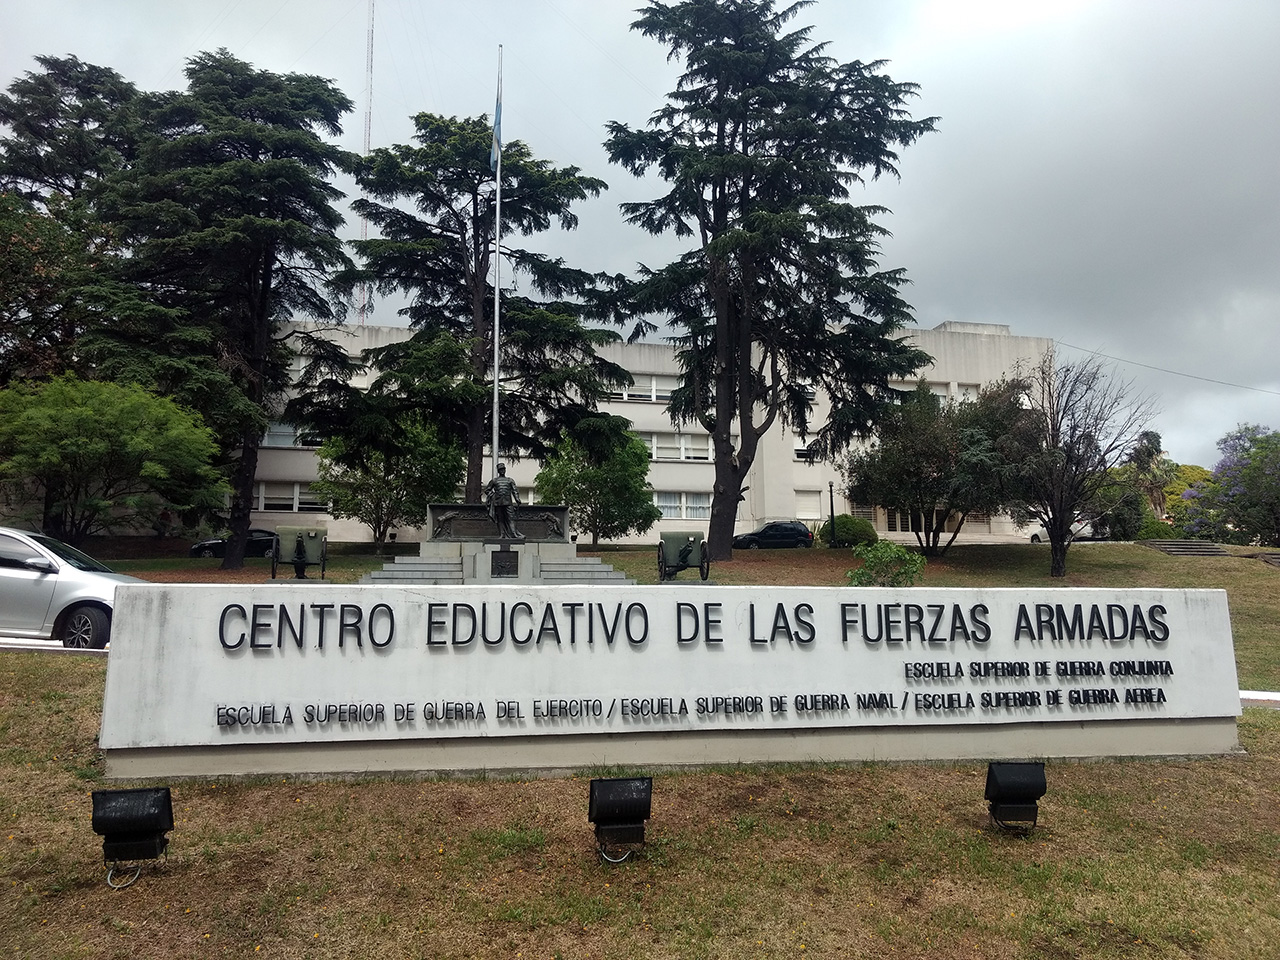 CENTRO EDUCATIVO DE LAS FUERZAS ARMADAS
ESCUELA SUPERIOR DE GUERRA CONJUNTA
ESCUELA SUPERIOR DE GÜERRA DEL EJERCITO / ESCUELA SUPERIOR DE GUERRA NAVAL / ESCUELA SUPERIOR DE GUERRA AEREA